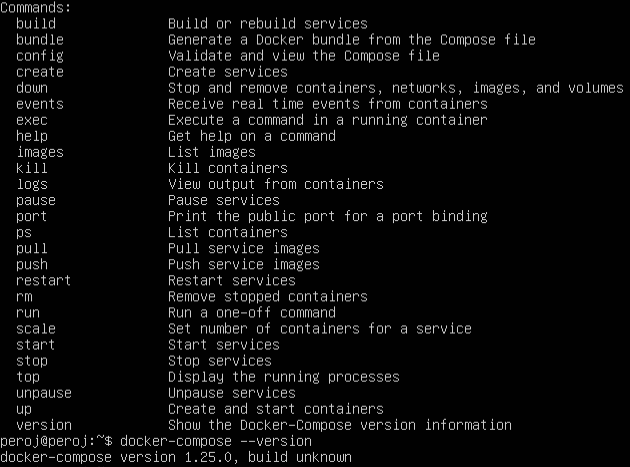 Commands:
  build              Build or rebuild services
  bundle             Generate a Docker bundle from the Compose file
  config             Validate and view the Compose file
  create             Create services
  down               Stop and remove containers, networks, images, and volumes
  events             Receive real time events from containers
  exec               Execute a command in a running container
  help               Get help on a command
  images             List images
  kill               Kill containers
  logs               View output from containers
  pause              Pause services
  port               Print the public port for a port binding
  ps                 List containers
  pull               Pull service images
  push               Push service images
  restart            Restart services
  rm                 Remove stopped containers
  run                Run a one-off command
  scale              Set number of containers for a service
  start              Start services
  stop               Stop services
  top                Display the running processes
  unpause            Unpause services
  up                 Create and start containers
  version            Show the Docker-Compose version information
peroj@peroj:~$ docker-compose --version
docker-compose version 1.25.0, build unknown